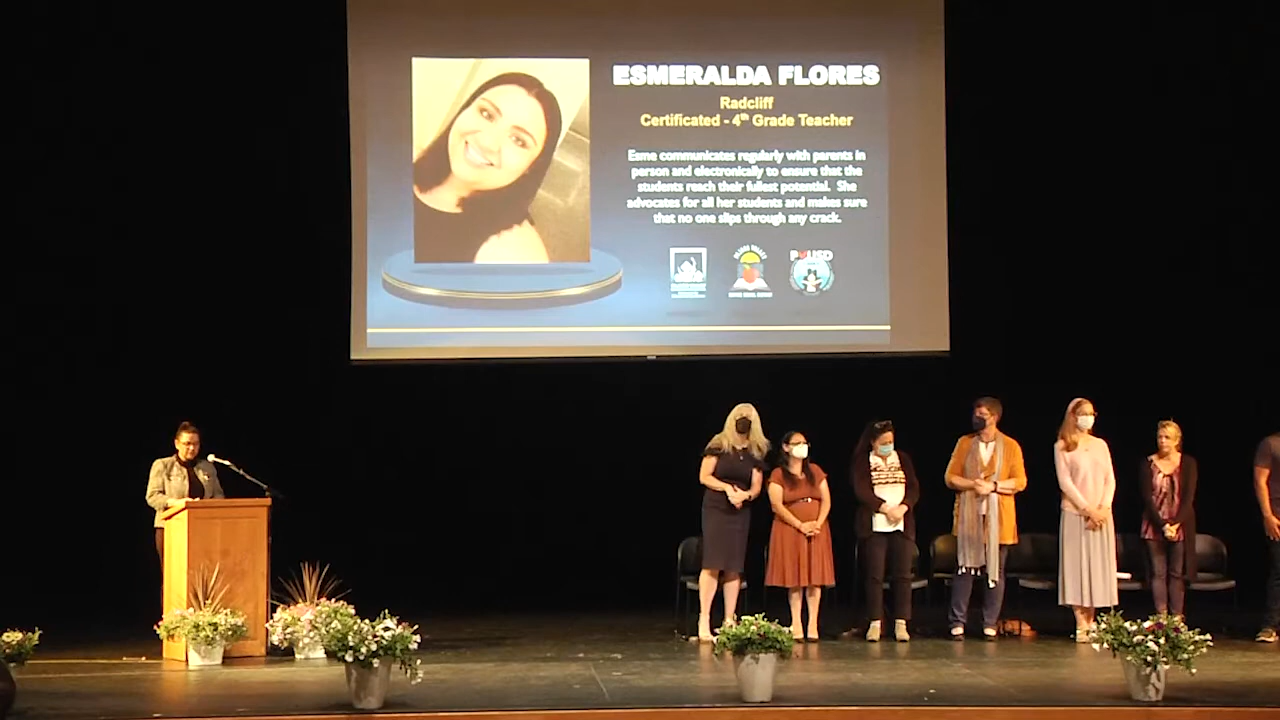 ESMERALDA FLORES
Radcliff
Certificated - 4th Grade Teacher
Esme communicates regularly with parents in
person and electronically to ensure that the
students reach their fullest potential. She
advocates for all her students and makes sure
that no one slips through any crack.